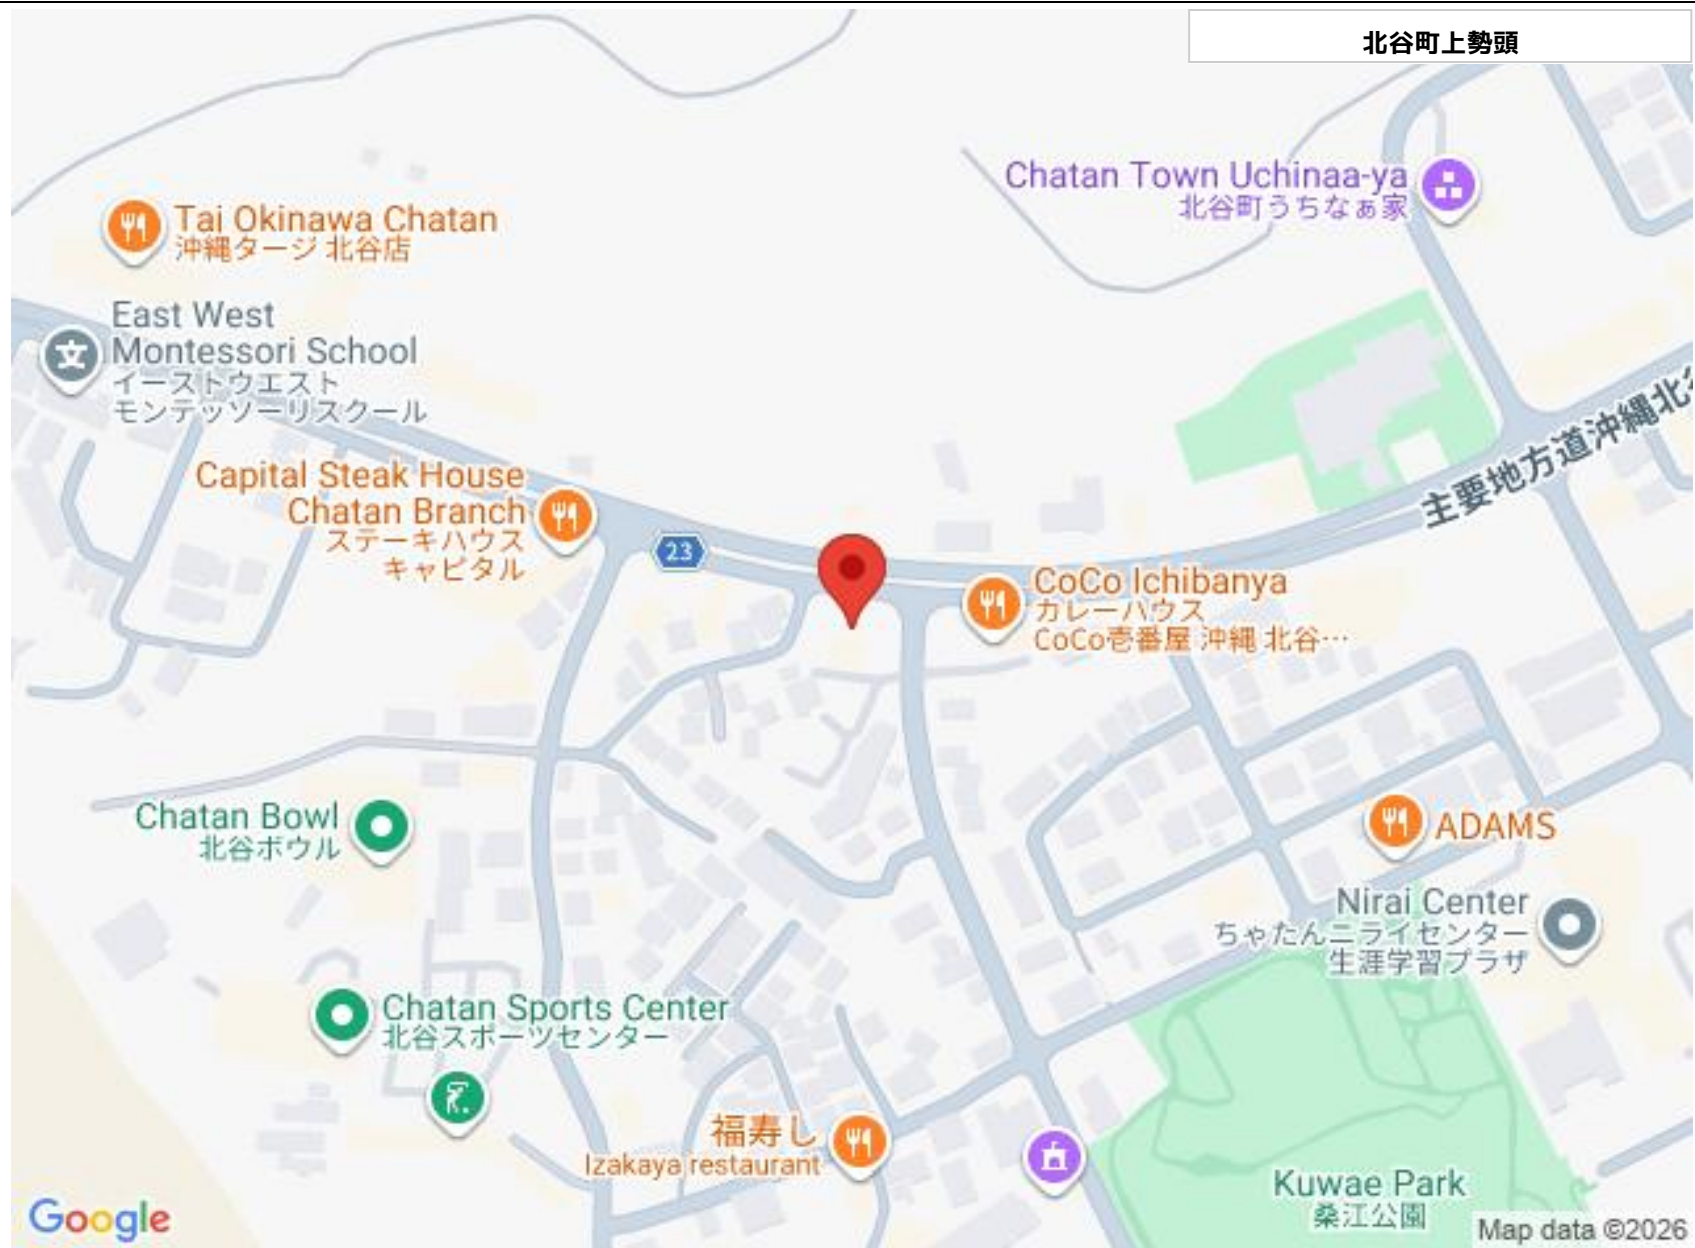 北谷町上勢頭
Chatan Town Uchinaa-ya
北谷町うちなぁ家
Tai Okinawa Chatan
沖縄タージ 北谷店
East West
Montessori School
イーストウエスト
モンテッソーリスクール
主要地方道沖縄北谷
Capital Steak House
Chatan Branch
ステーキハウス
キャピタル
23
CoCo Ichibanya
カレーハウス
CoCo壱番屋 沖縄 北谷…
Chatan Bowl
北谷ボウル
ADAMS
Nirai Center
ちゃたんニライセンター
生涯学習プラザ
Chatan Sports Center
北谷スポーツセンター
福寿し
Izakaya restaurant
Kuwae Park
桑江公園
Google
Map data ©2026